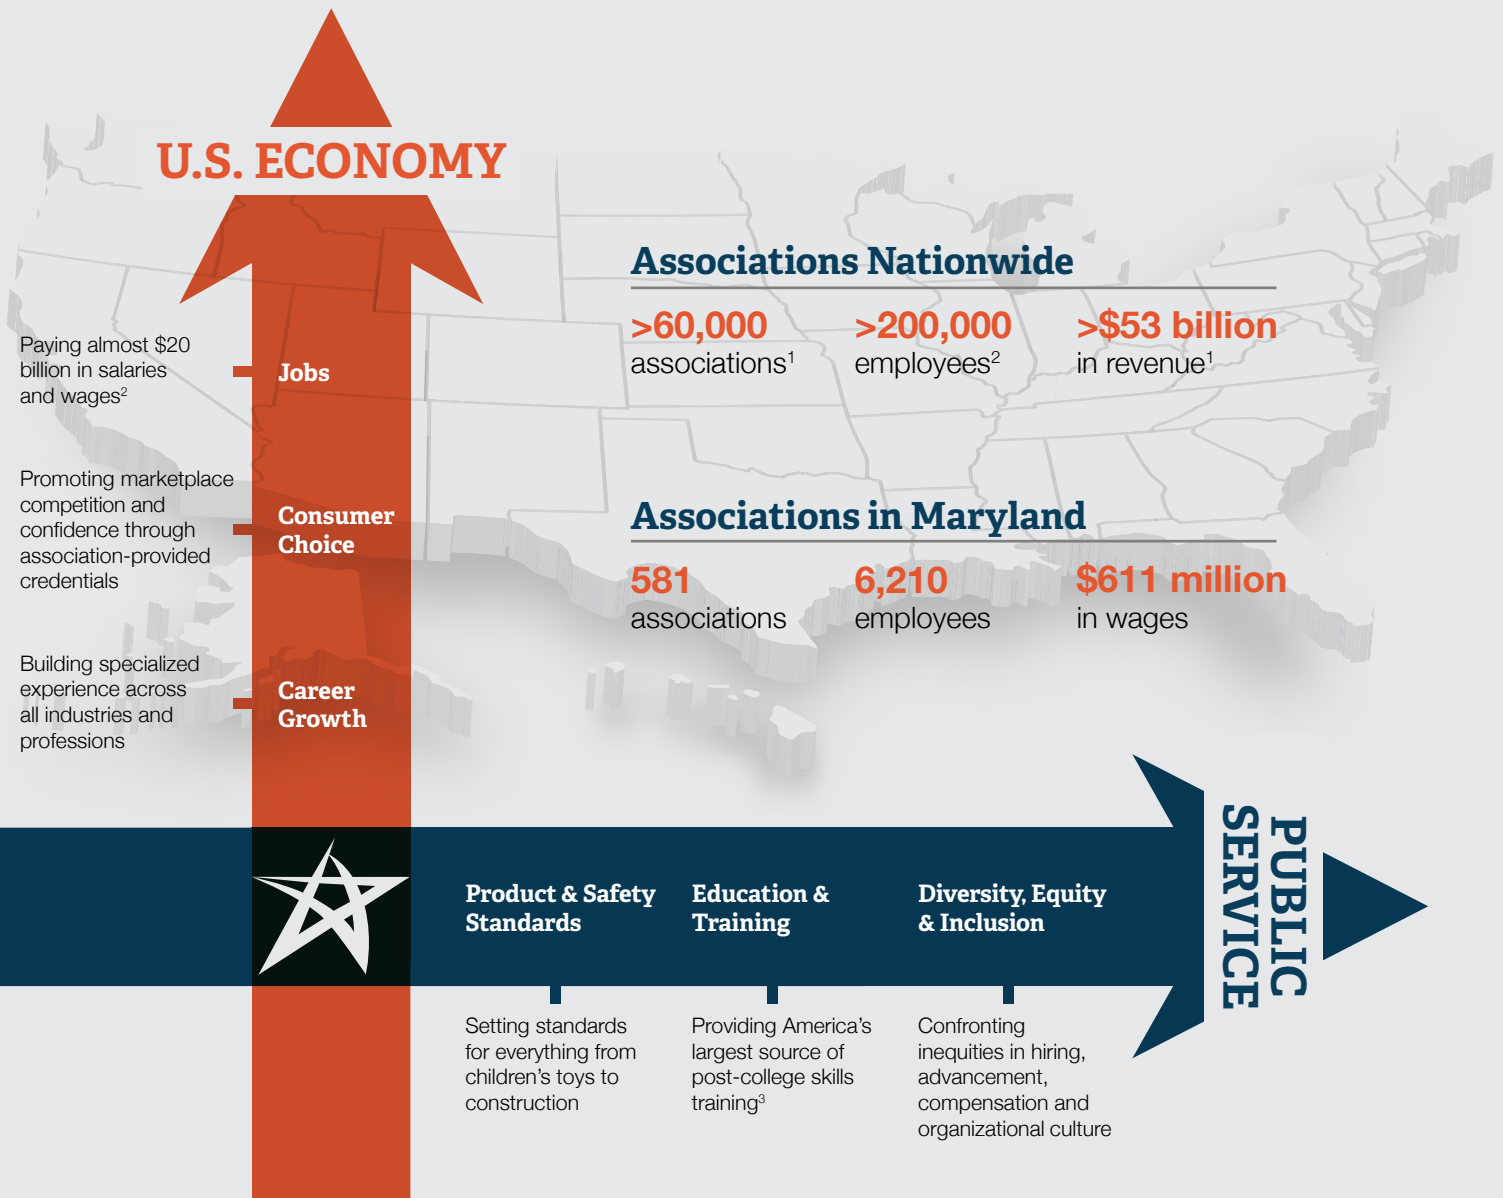 U.S. ECONOMY
Paying almost $20
billion in salaries
and wages²
Jobs
Promoting marketplace
competition and
confidence through
association-provided
credentials
Consumer
Choice
Building specialized
experience across
all industries and
professions
Career
Growth
Associations Nationwide
>60,000
associations¹
>200,000
employees²
>$53 billion
in revenue¹
Associations in Maryland
581
associations
6,210
employees
$611 million
in wages
Product & Safety
Standards
Setting standards
for everything from
children’s toys to
construction
Education &
Training
Providing America’s
largest source of
post-college skills
training³
Diversity, Equity
& Inclusion
Confronting
inequities in hiring,
advancement,
compensation and
organizational culture
PUBLIC
SERVICE